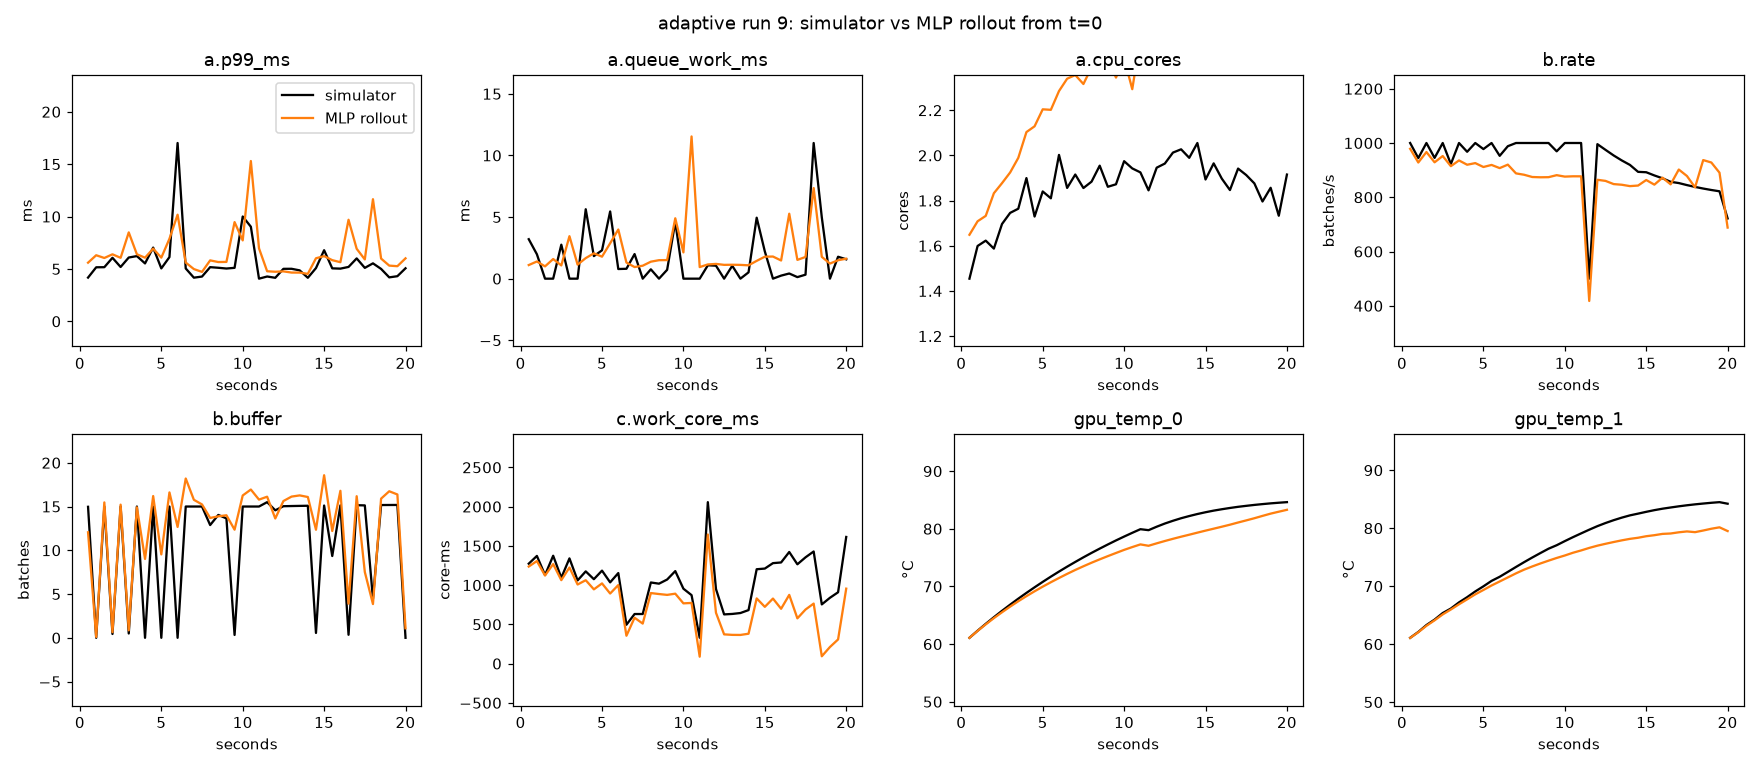 adaptive run 9: simulator vs MLP rollout from t=0
a.p99_ms
simulator
MLP rollout
ms
20
15
10
5
0
0 5 10 15 20
seconds
a.queue_work_ms
ms
15
10
5
0
−5
0 5 10 15 20
seconds
a.cpu_cores
cores
2.2
2.0
1.8
1.6
1.4
1.2
0 5 10 15 20
seconds
b.rate
batches/s
1200
1000
800
600
400
0 5 10 15 20
seconds
b.buffer
batches
20
15
10
5
0
−5
0 5 10 15 20
seconds
c.work_core_ms
core-ms
2500
2000
1500
1000
500
0
−500
0 5 10 15 20
seconds
gpu_temp_0
°C
90
80
70
60
50
0 5 10 15 20
seconds
gpu_temp_1
°C
90
80
70
60
50
0 5 10 15 20
seconds